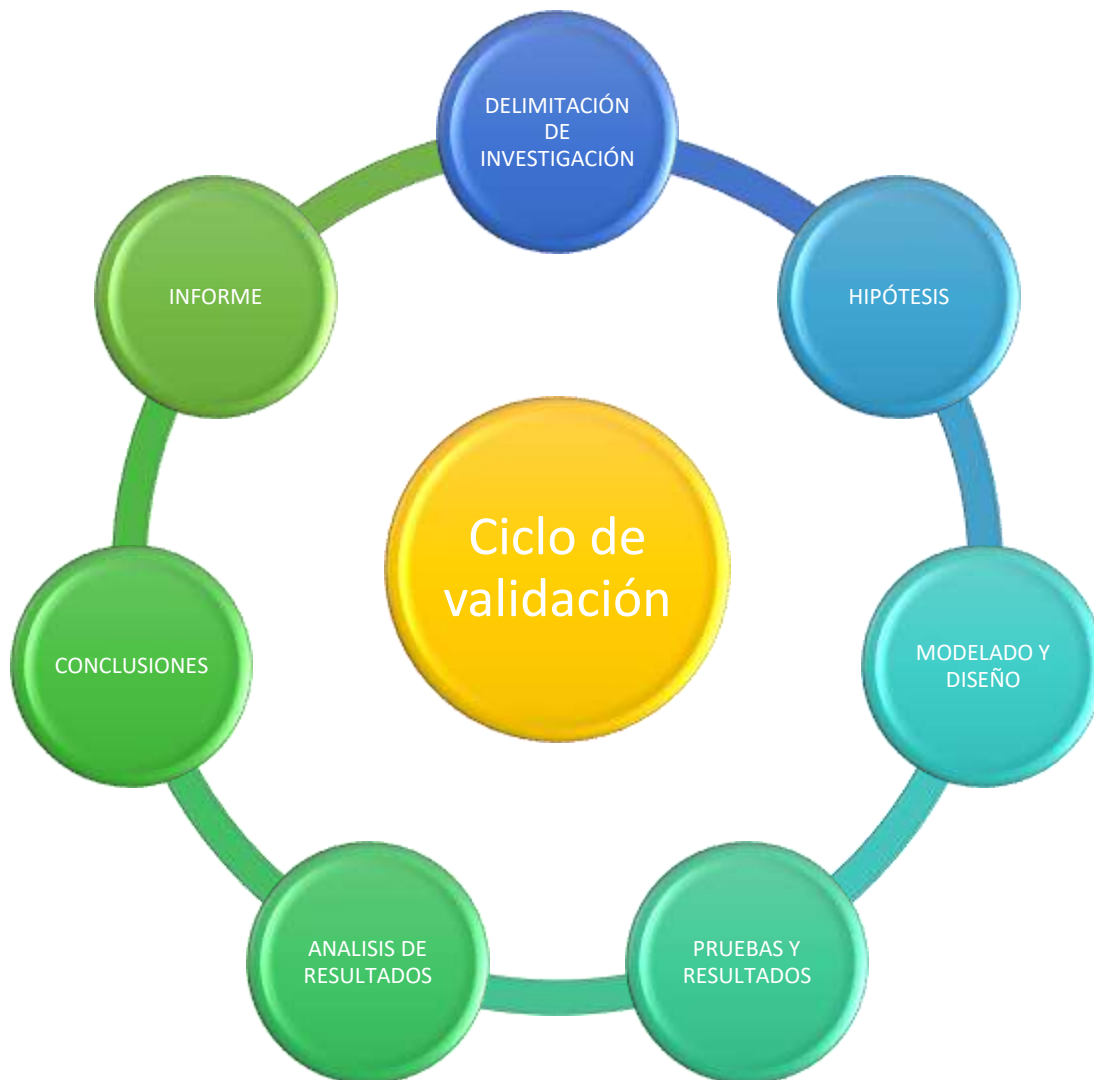 DELIMITACIÓN
DE
INVESTIGACIÓN
HIPÓTESIS
MODELADO Y
DISEÑO
PRUEBAS Y
RESULTADOS
ANALISIS DE
RESULTADOS
CONCLUSIONES
INFORME
Ciclo de
validación